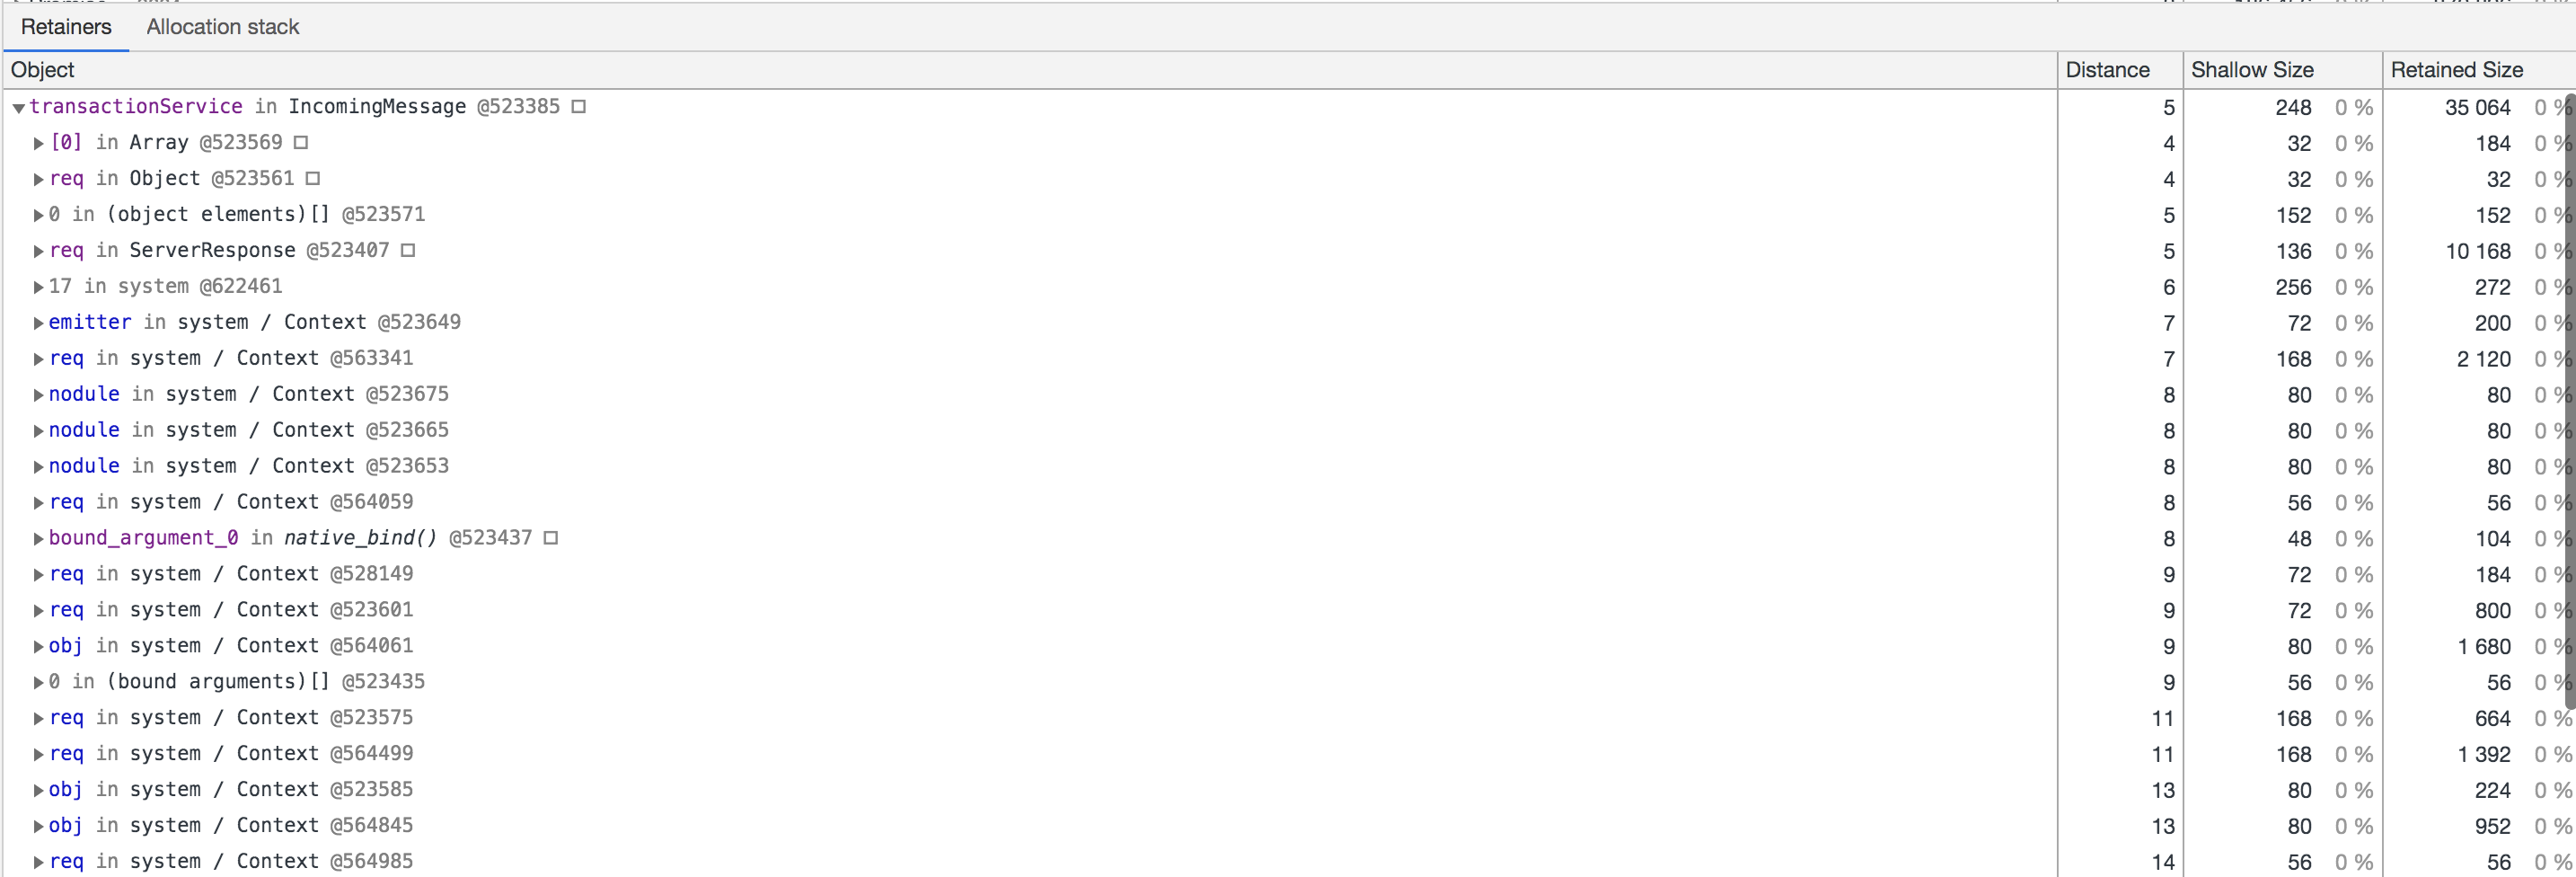 Retainers Allocation stack
Object Distance Shallow Size Retained Size
▼transactionService in IncomingMessage @523385 □ 5 248 0 % 35 064 0 %
▶[0] in Array @523569 □ 4 32 0 % 184 0 %
▶req in Object @523561 □ 4 32 0 % 32 0 %
▶0 in (object elements)[] @523571 5 152 0 % 152 0 %
▶req in ServerResponse @523407 □ 5 136 0 % 10 168 0 %
▶17 in system @622461 6 256 0 % 272 0 %
▶emitter in system / Context @523649 7 72 0 % 200 0 %
▶req in system / Context @563341 7 168 0 % 2 120 0 %
▶nodule in system / Context @523675 8 80 0 % 80 0 %
▶nodule in system / Context @523665 8 80 0 % 80 0 %
▶nodule in system / Context @523653 8 80 0 % 80 0 %
▶req in system / Context @564059 8 56 0 % 56 0 %
▶bound_argument_0 in native_bind() @523437 □ 8 48 0 % 104 0 %
▶req in system / Context @528149 9 72 0 % 184 0 %
▶req in system / Context @523601 9 72 0 % 800 0 %
▶obj in system / Context @564061 9 80 0 % 1 680 0 %
▶0 in (bound arguments)[] @523435 9 56 0 % 56 0 %
▶req in system / Context @523575 11 168 0 % 664 0 %
▶req in system / Context @564499 11 168 0 % 1 392 0 %
▶obj in system / Context @523585 13 80 0 % 224 0 %
▶obj in system / Context @564845 13 80 0 % 952 0 %
▶req in system / Context @564985 14 56 0 % 56 0 %